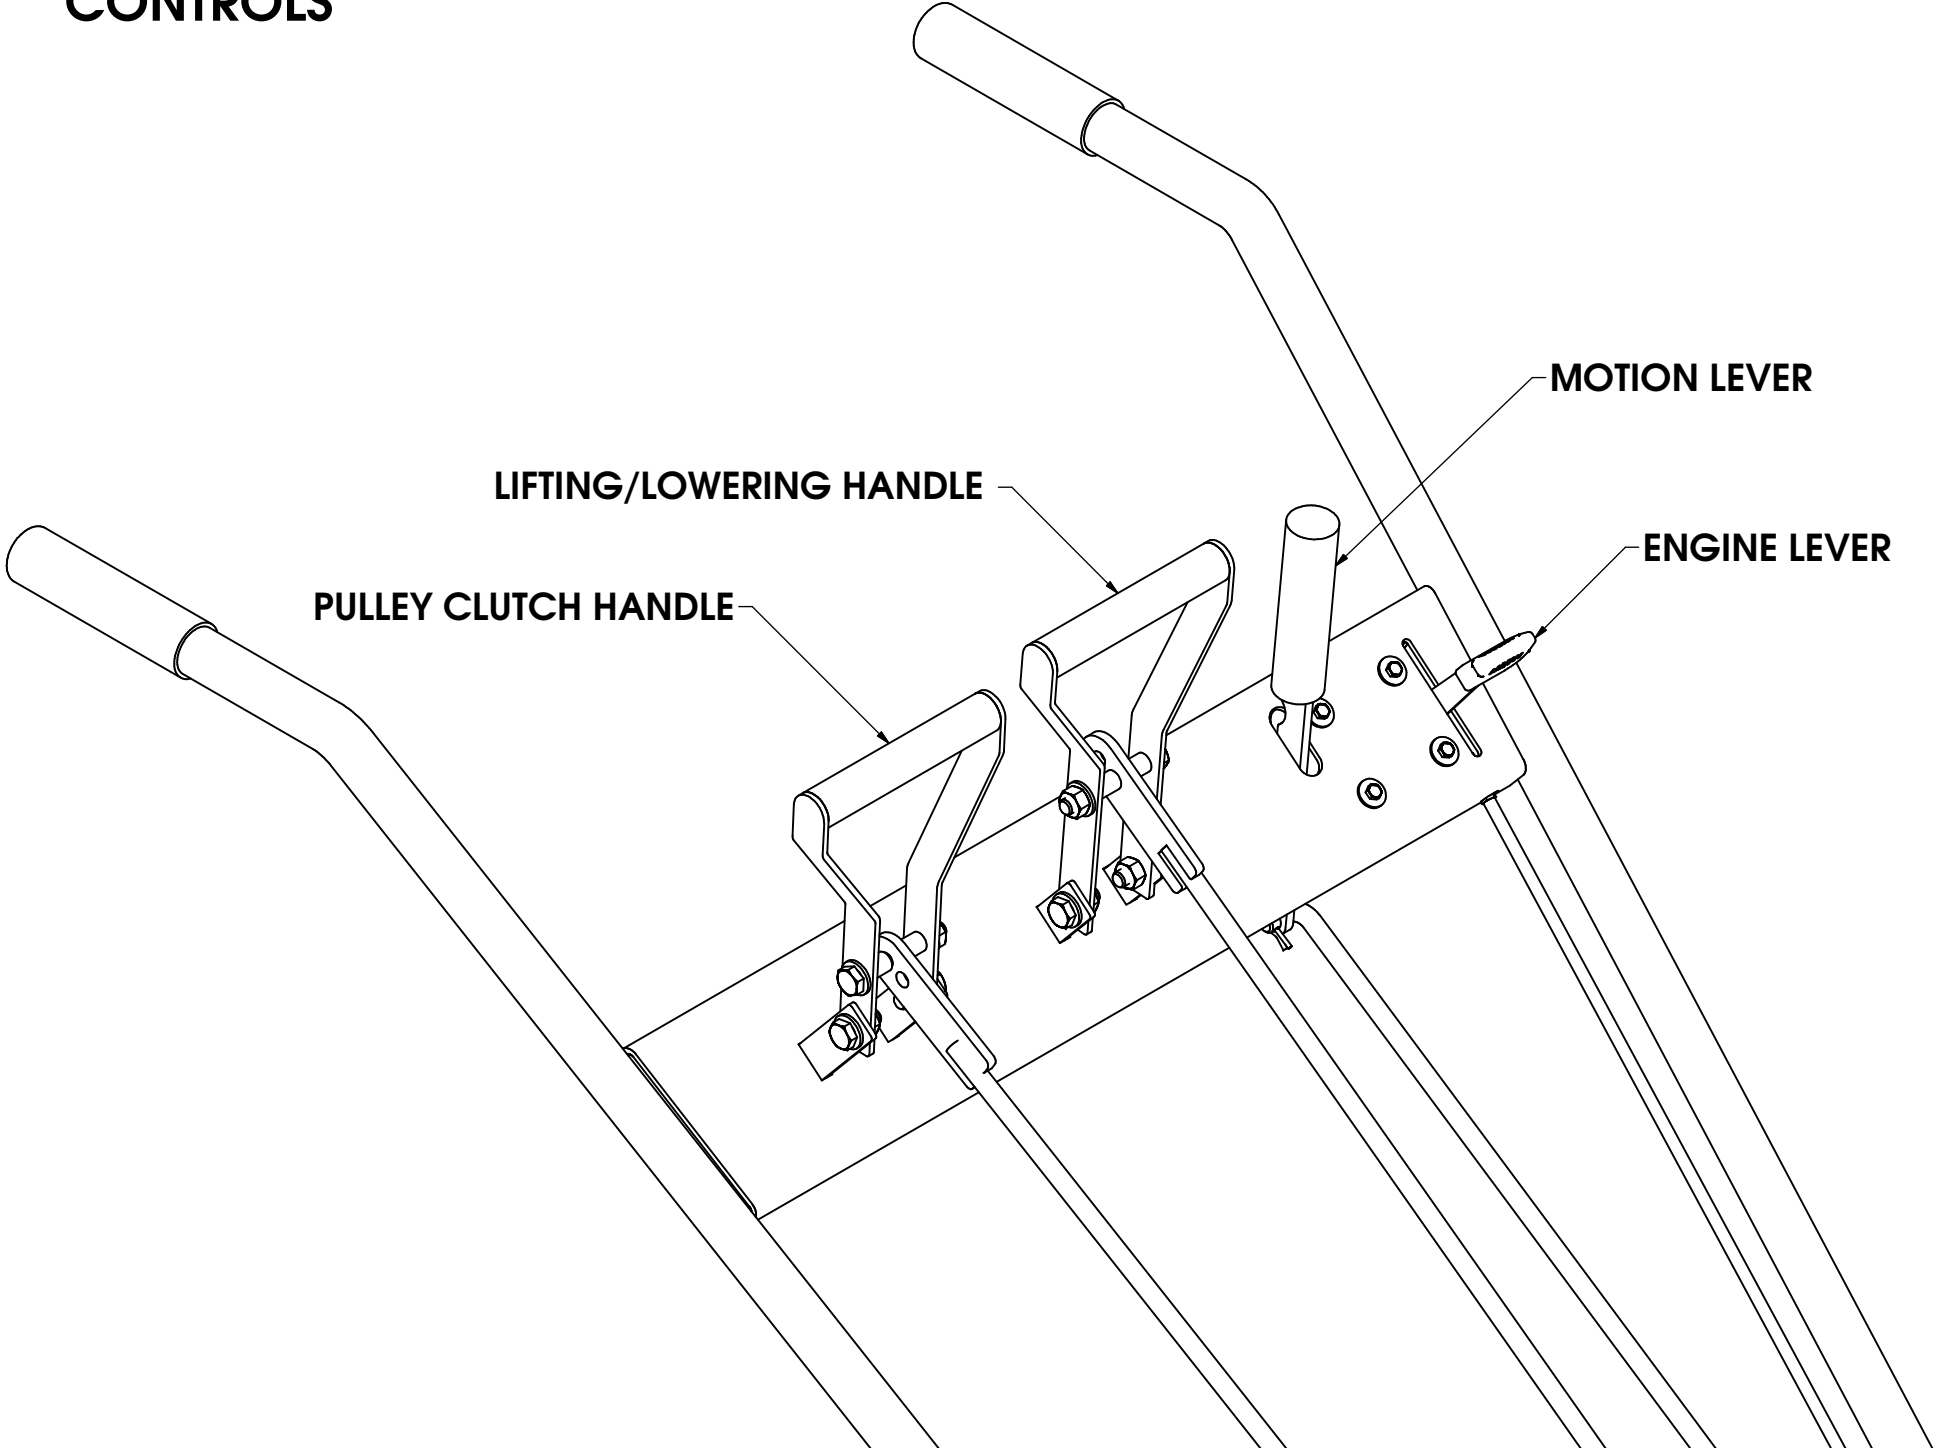 CONTROLS
MOTION LEVER
LIFTING/LOWERING HANDLE
ENGINE LEVER
PULLEY CLUTCH HANDLE